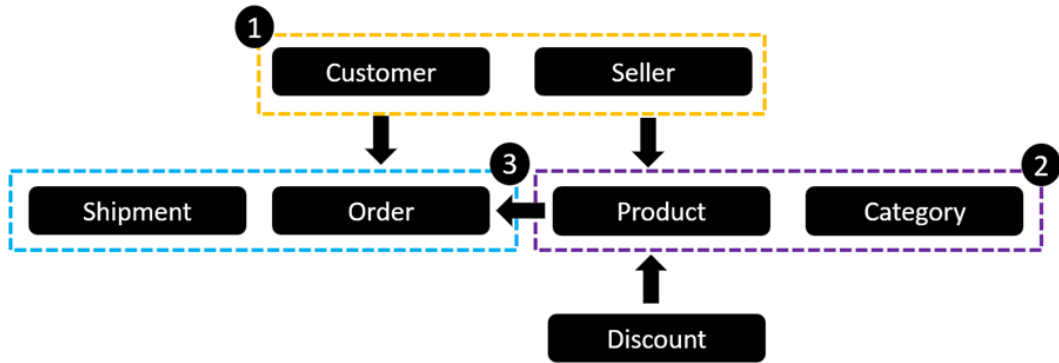 1
Customer
Seller
3
2
Shipment
Order
Product
Category
Discount